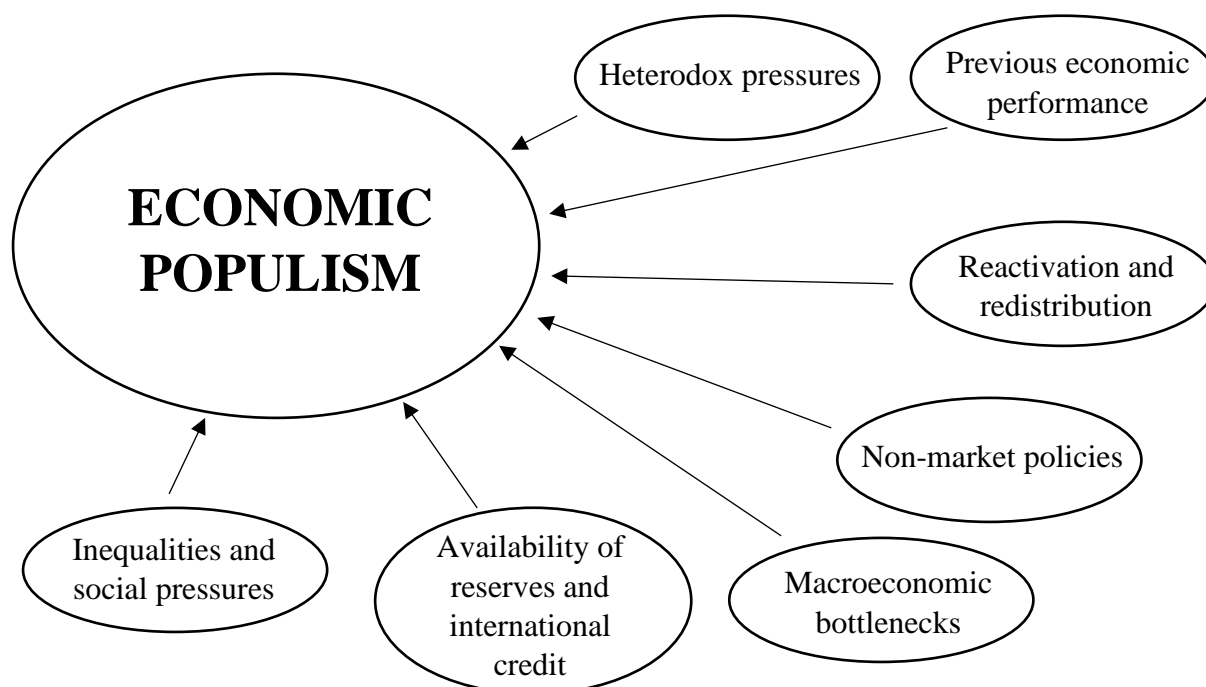 Heterodox pressures
Previous economic
performance
ECONOMIC
POPULISM
Reactivation and
redistribution
Non-market policies
Inequalities and
social pressures
Availability of
reserves and
international
credit
Macroeconomic
bottlenecks